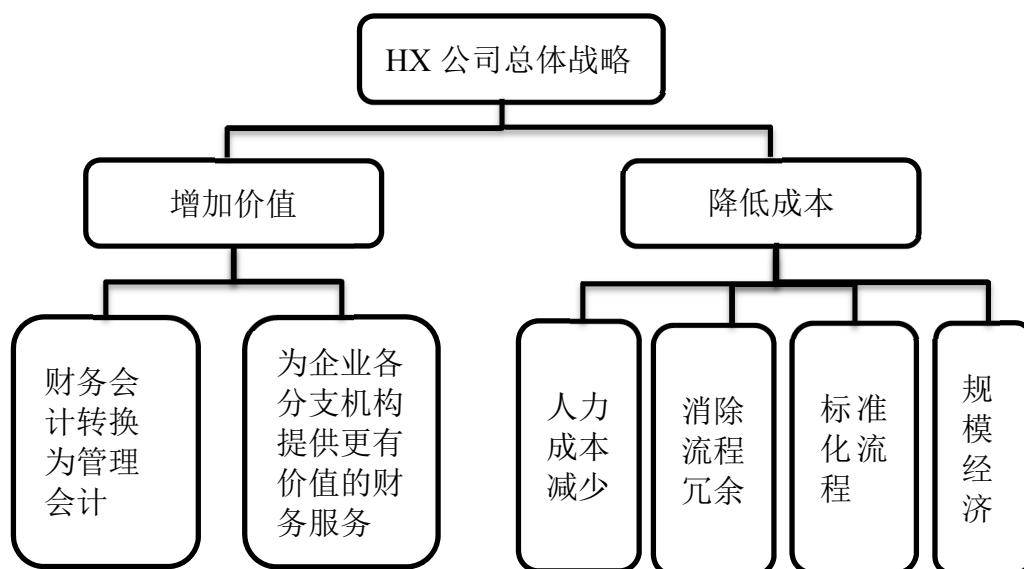 HX 公司总体战略
增加价值
降低成本
财务会
计转换
为管理
会计
为企业各
分支机构
提供更有
价值的财
务服务
人力
成本
减少
消除
流程
冗余
标准
化流
程
规
模
经
济